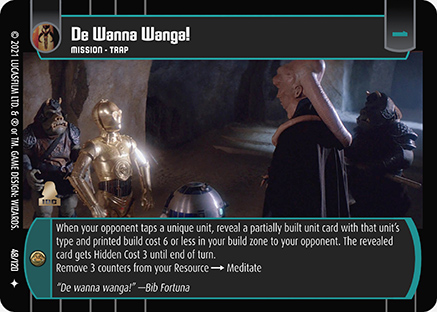 De Wanna Wanga!
MISSION - TRAP
When your opponent taps a unique unit, reveal a partially built unit card with that unit's
type and printed build cost 6 or less in your build zone to your opponent. The revealed
card gets Hidden Cost 3 until end of turn.
Remove 3 counters from your Resource → Meditate
"De wanna wanga!" —Bib Fortuna
© 2021 LUCASFILM LTD. & ® or TM. GAME DESIGN: WIZARDS.